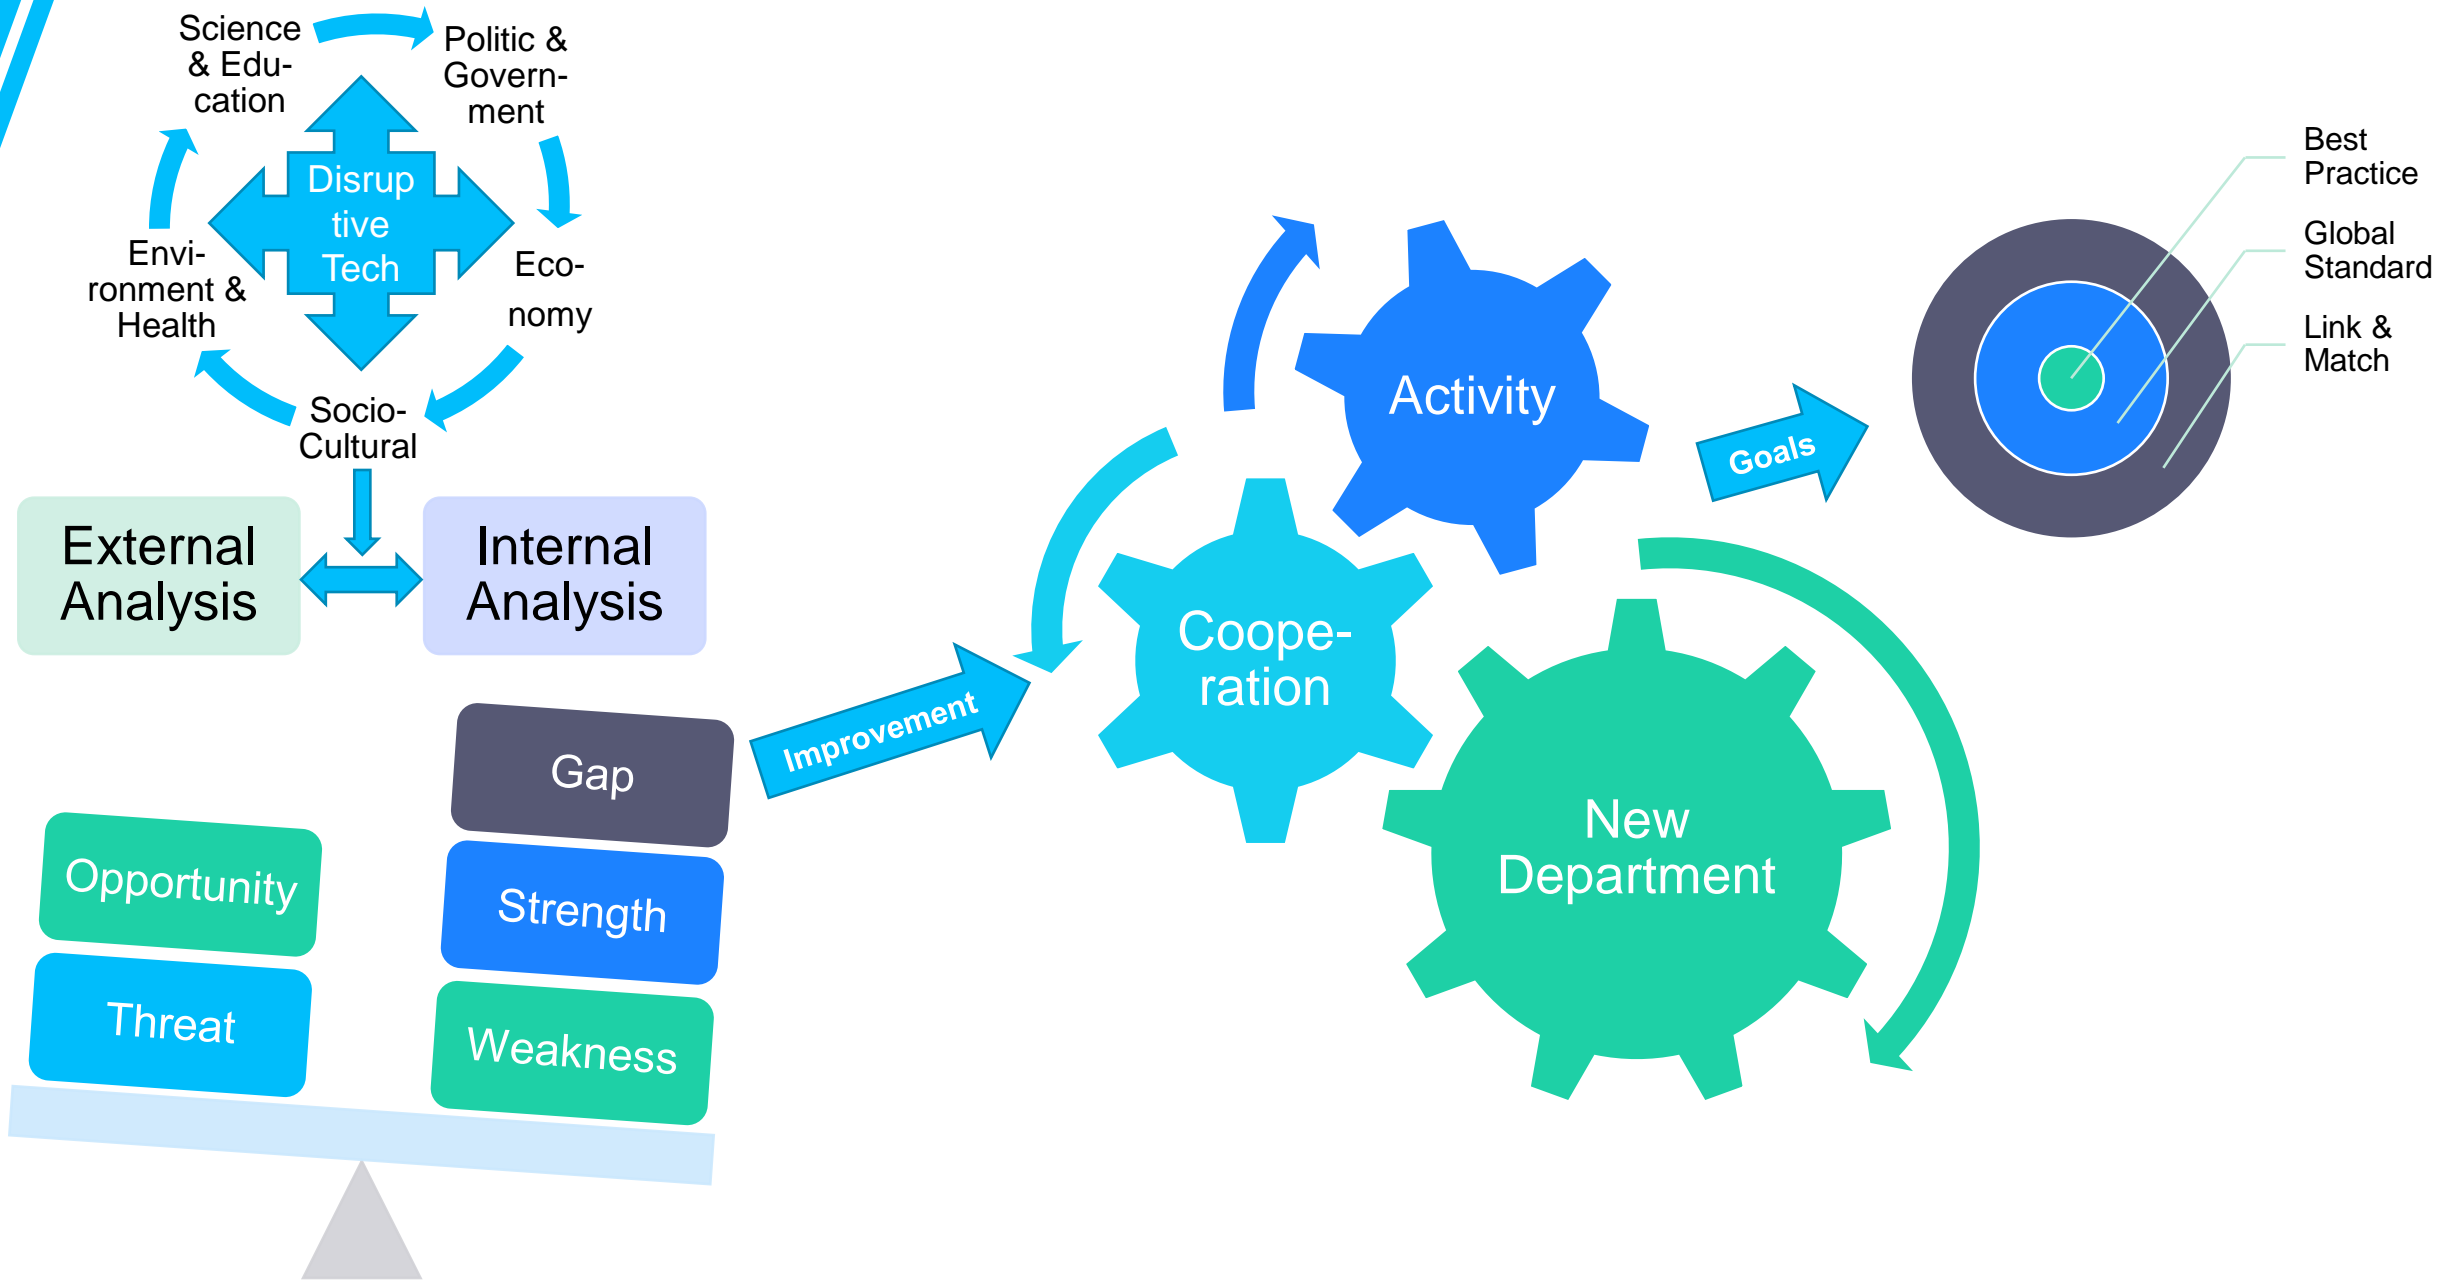 Science
& Edu-
cation
Politic &
Govern-
ment
Disrup
tive
Tech
Envi-
ronment &
Health
Eco-
nomy
Socio-
Cultural
External
Analysis
Internal
Analysis
Gap
Opportunity
Strength
Threat
Weakness
Improvement
Activity
Coope-
ration
New
Department
Goals
Best
Practice
Global
Standard
Link &
Match